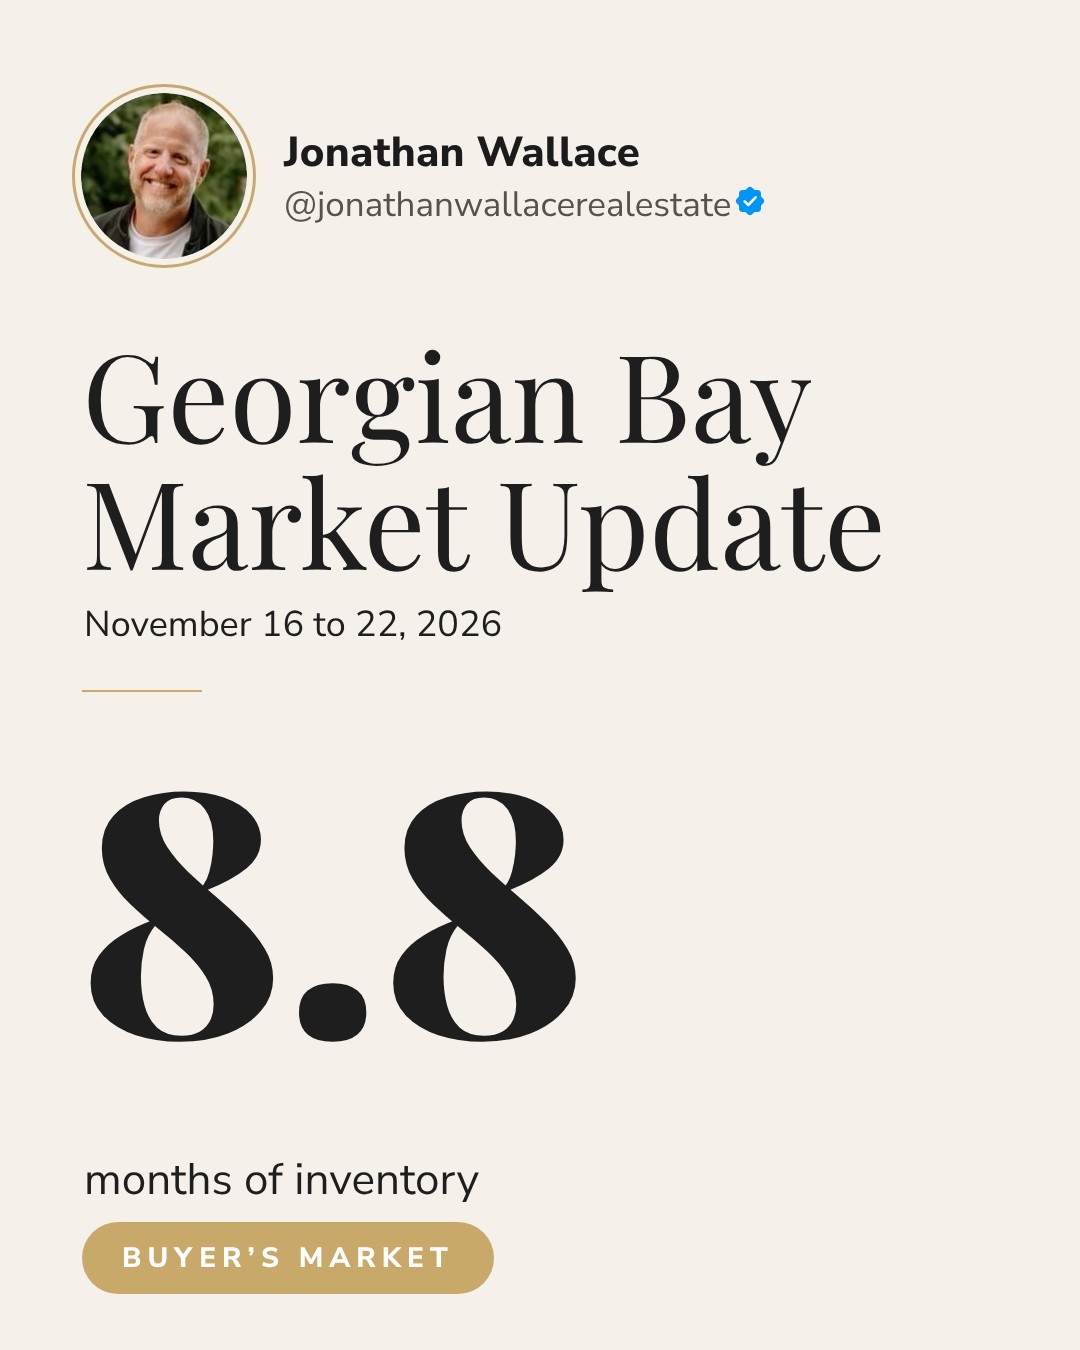 Jonathan Wallace
@jonathanwallacerealestate
Georgian Bay
Market Update
November 16 to 22, 2026
8.8
months of inventory
BUYER’S MARKET